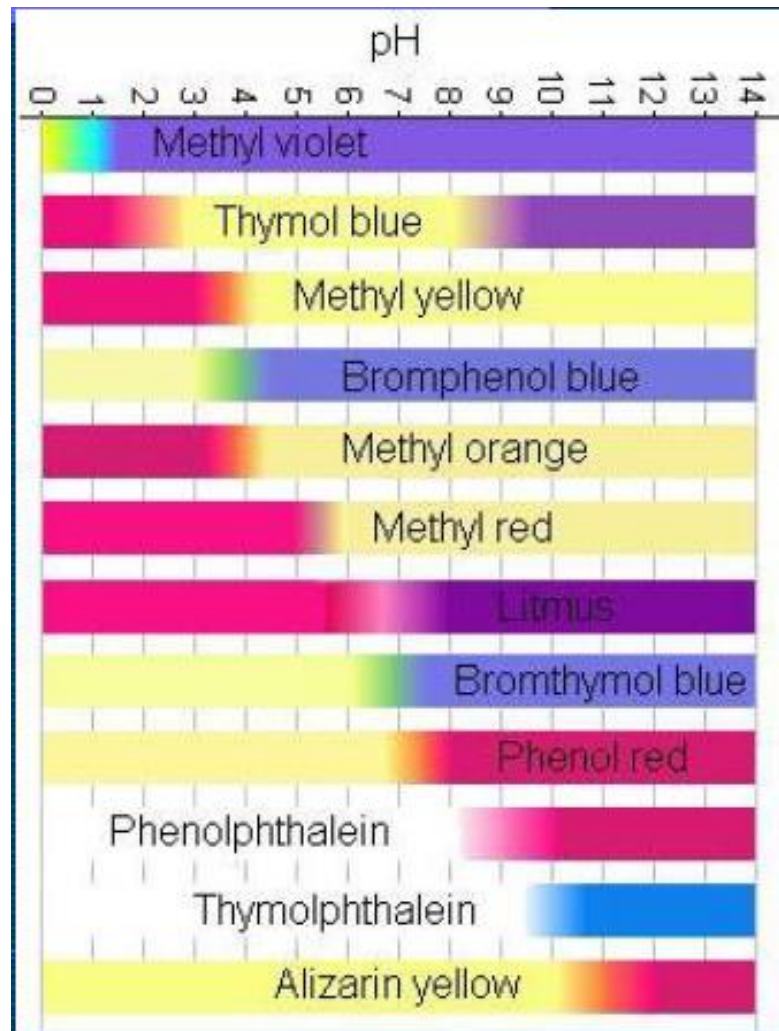 pH
0 1 2 3 4 5 6 7 8 9 10 11 12 13 14
Methyl violet
Thymol blue
Methyl yellow
Bromphenol blue
Methyl orange
Methyl red
Litmus
Bromthymol blue
Phenol red
Phenolphthalein
Thymolphthalein
Alizarin yellow